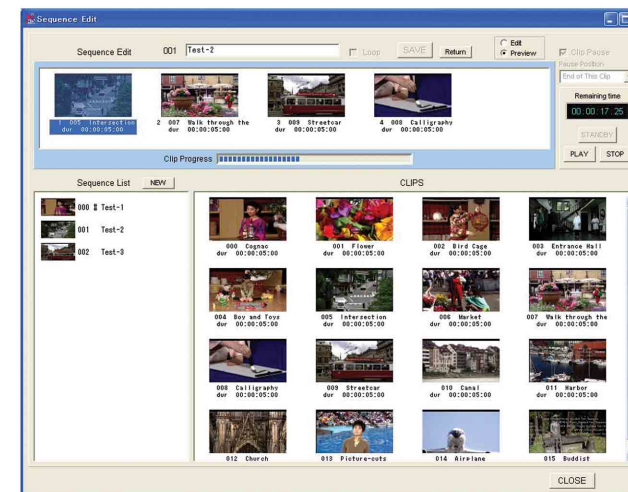 Sequence Edit
Sequence Edit 001 Test-2 Loop SAVE Return Edit Preview Clip Pause
Pause Position
End of This Clip
Remaining time
00:00:17:25
STANDBY
PLAY STOP
1 005 Intersection 2 007 Walk through the 3 009 Streetcar 4 008 Calligraphy
dur 00:00:05:00 dur 00:00:05:00 dur 00:00:05:00 dur 00:00:05:00
Clip Progress
Sequence List NEW CLIPS
000 # Test-1
001 Test-2
002 Test-3
000 Cognac 001 Flower 002 Bird Cage 003 Entrance Hall
dur 00:00:05:00 dur 00:00:05:00 dur 00:00:05:00 dur 00:00:05:00
004 Boy and Toys 005 Intersection 006 Market 007 Walk through the
dur 00:00:05:00 dur 00:00:05:00 dur 00:00:05:00 dur 00:00:05:00
008 Calligraphy 009 Streetcar 010 Canal 011 Harbor
dur 00:00:05:00 dur 00:00:05:00 dur 00:00:05:00 dur 00:00:05:00
012 Church 013 Picture-cuts 014 Airplane 015 Buddist
CLOSE